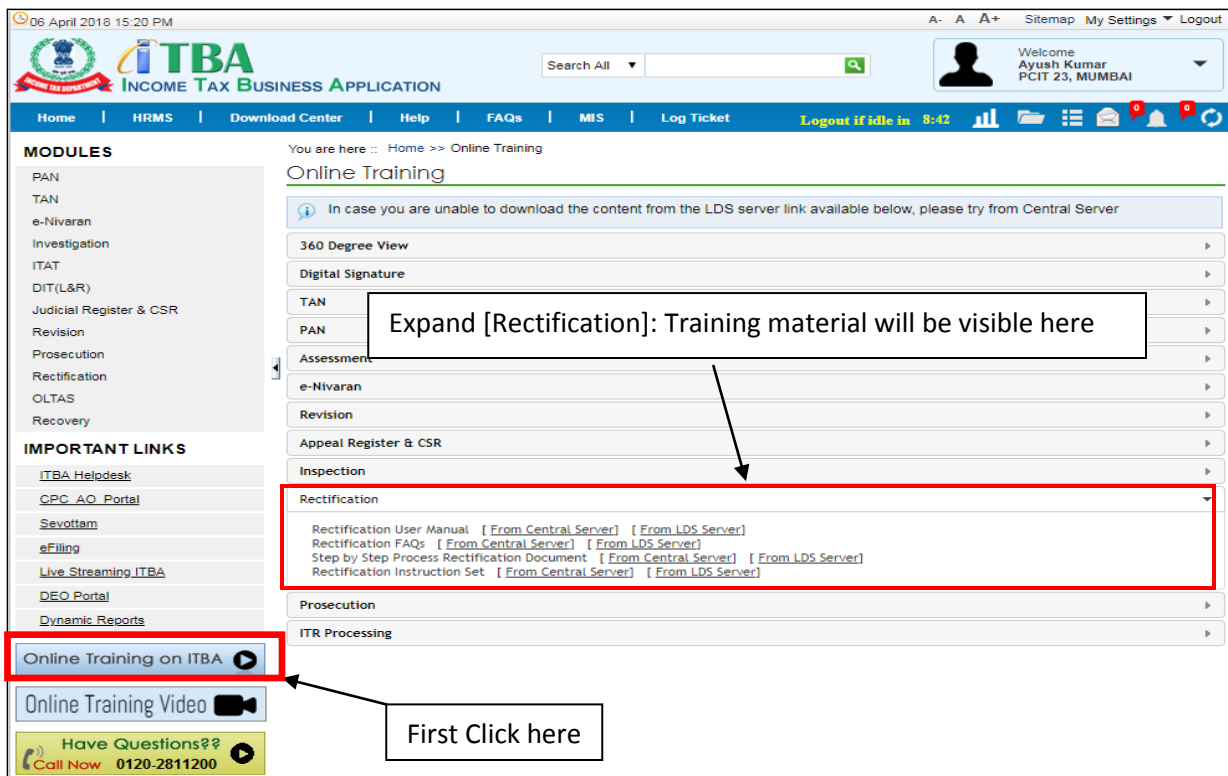 06 April 2018 15:20 PM
A- A A+ Sitemap My Settings Logout
INCOME TAX DEPARTMENT
iTBA
INCOME TAX BUSINESS APPLICATION
Search All
Welcome
Ayush Kumar
PCIT 23, MUMBAI
Home | HRMS | Download Center | Help | FAQs | MIS | Log Ticket
Logout if idle in 8:42
0
0
MODULES
PAN
TAN
e-Nivaran
Investigation
ITAT
DIT(L&R)
Judicial Register & CSR
Revision
Prosecution
Rectification
OLTAS
Recovery
IMPORTANT LINKS
ITBA Helpdesk
CPC AO Portal
Sevottam
eFiling
Live Streaming ITBA
DEO Portal
Dynamic Reports
Online Training on ITBA
Online Training Video
Have Questions??
Call Now 0120-2811200
You are here :: Home >> Online Training
Online Training
In case you are unable to download the content from the LDS server link available below, please try from Central Server
360 Degree View
Digital Signature
TAN
PAN
Assessment
e-Nivaran
Revision
Appeal Register & CSR
Inspection
Rectification
Rectification User Manual [ From Central Server] [ From LDS Server]
Rectification FAQs [ From Central Server] [ From LDS Server]
Step by Step Process Rectification Document [ From Central Server] [ From LDS Server]
Rectification Instruction Set [ From Central Server] [ From LDS Server]
Prosecution
ITR Processing
Expand [Rectification]: Training material will be visible here
First Click here